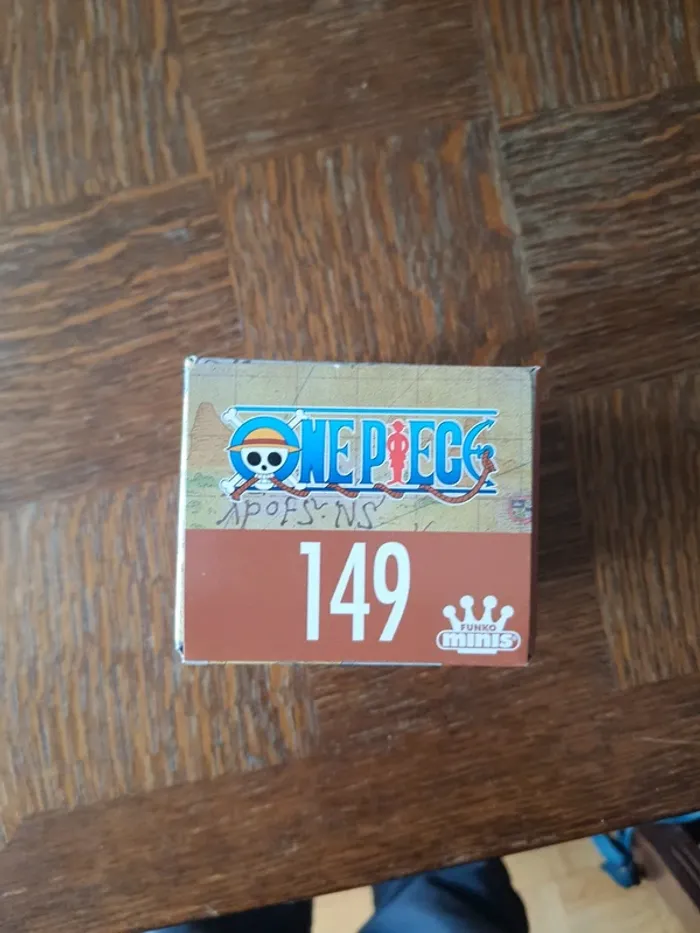 ONE PIECE
149
FUNKO
minis